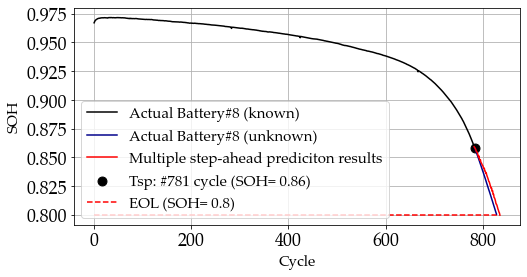 0.975
0.950
0.925
0.900
0.875
0.850
0.825
0.800
SOH
Actual Battery#8 (known)
Actual Battery#8 (unknown)
Multiple step-ahead prediciton results
Tsp: #781 cycle (SOH= 0.86)
EOL (SOH= 0.8)
0 200 400 600 800
Cycle